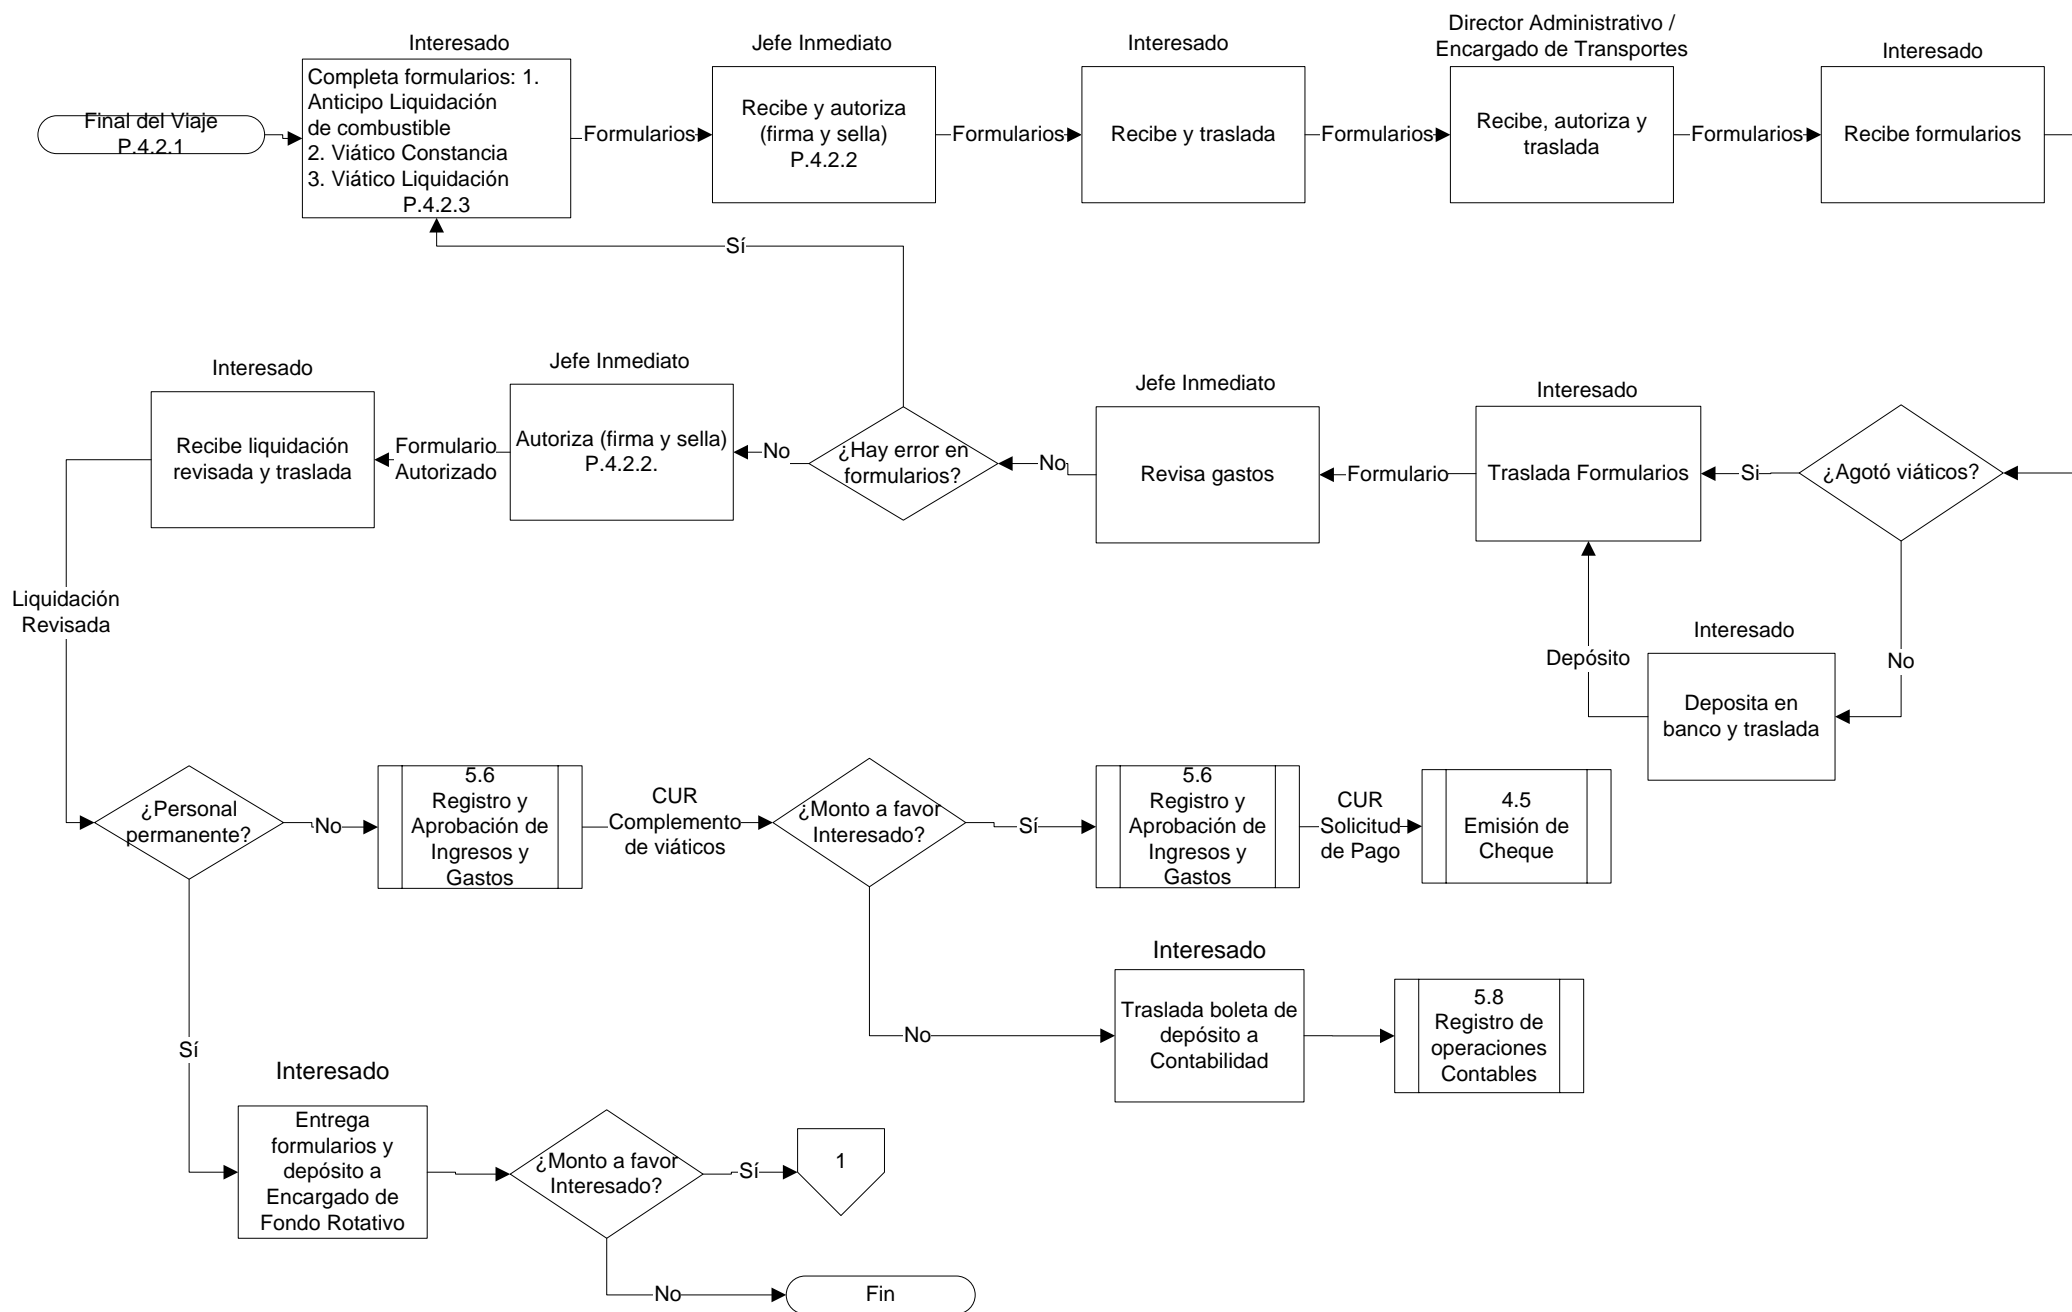 Interesado
Jefe Inmediato
Interesado
Director Administrativo /
Encargado de Transportes
Interesado
Final del Viaje
P.4.2.1
Completa formularios: 1.
Anticipo Liquidación
de combustible
2. Viático Constancia
3. Viático Liquidación
P.4.2.3
Formularios
Recibe y autoriza
(firma y sella)
P.4.2.2
Formularios
Recibe y traslada
Formularios
Recibe, autoriza y
traslada
Formularios
Recibe formularios
Sí
Interesado
Jefe Inmediato
Jefe Inmediato
Interesado
Recibe liquidación
revisada y traslada
Formulario
Autorizado
Autoriza (firma y sella)
P.4.2.2.
No
¿Hay error en
formularios?
No
Revisa gastos
Formulario
Traslada Formularios
Si
¿Agotó viáticos?
Liquidación
Revisada
Interesado
Depósito
No
Deposita en
banco y traslada
¿Personal
permanente?
No
5.6
Registro y
Aprobación de
Ingresos y
Gastos
CUR
Complemento
de viáticos
¿Monto a favor
Interesado?
Sí
5.6
Registro y
Aprobación de
Ingresos y
Gastos
CUR
Solicitud
de Pago
4.5
Emisión de
Cheque
Interesado
No
Traslada boleta de
depósito a
Contabilidad
5.8
Registro de
operaciones
Contables
Sí
Interesado
Entrega
formularios y
depósito a
Encargado de
Fondo Rotativo
¿Monto a favor
Interesado?
Sí
1
No
Fin